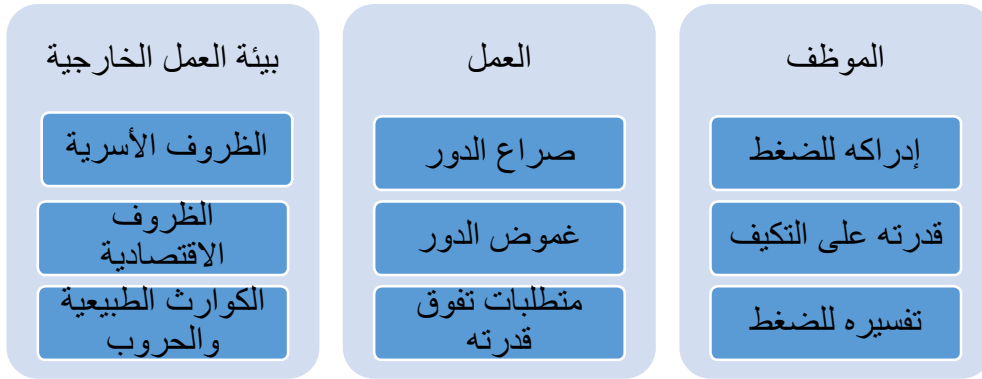 الموظف
إدراكه للضغط
قدرته على التكيف
تفسيره للضغط
العمل
صراع الدور
غموض الدور
متطلبات تفوق
قدرته
بيئة العمل الخارجية
الظروف الأسرية
الظروف
الاقتصادية
الكوارث الطبيعية
والحروب